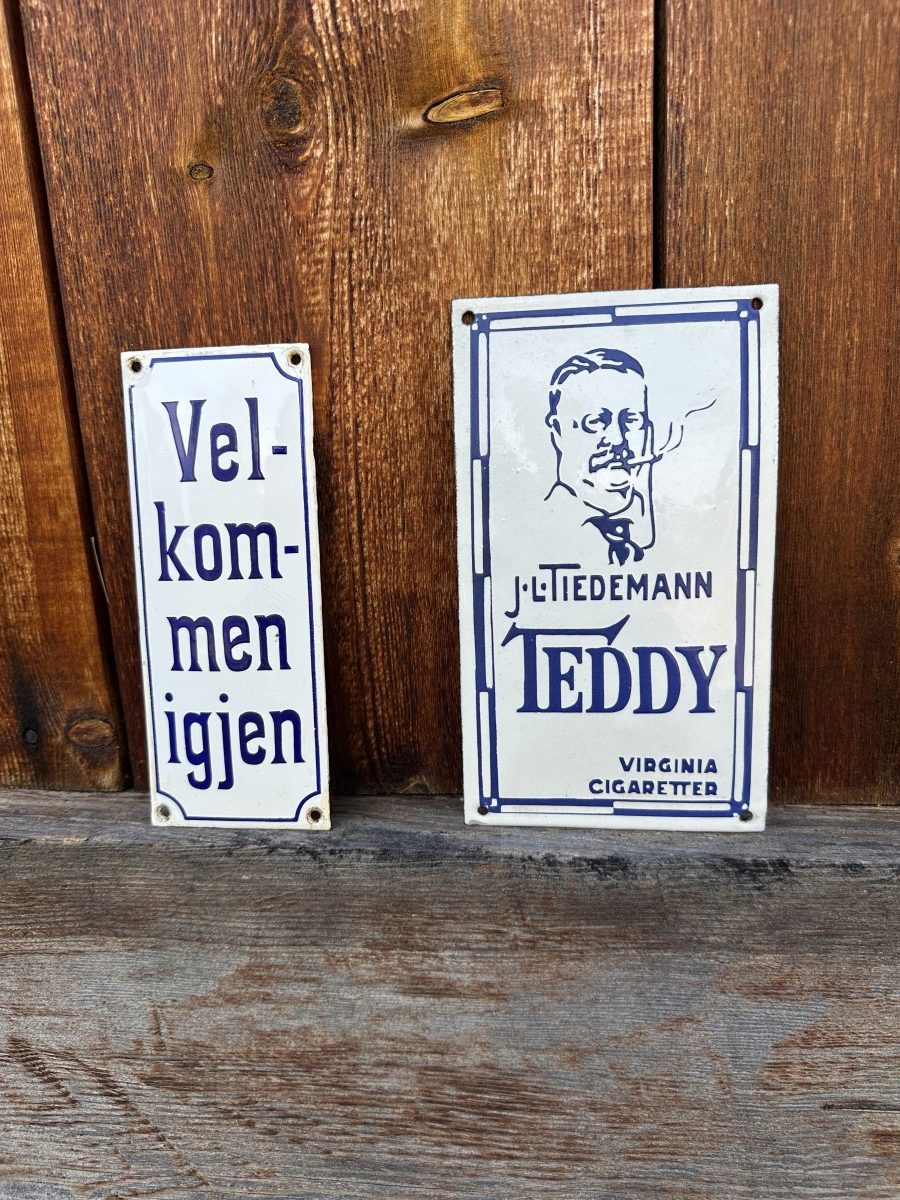 Vel-
kom-
men
igjen
J·L·TIEDEMANN
TEDDY
VIRGINIA
CIGARETTER